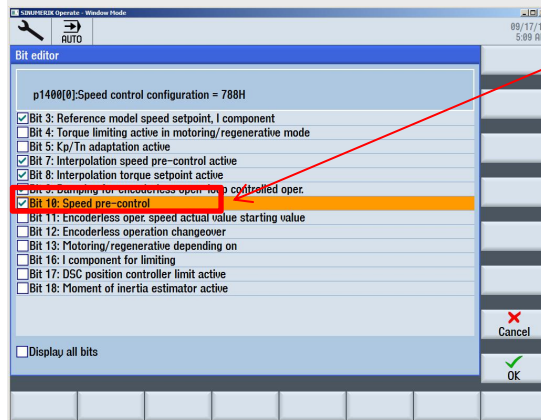 SINUMERIK Operate - Window Mode
AUTO
09/17/1
5:09 A
Bit editor
p1400[0]:Speed control configuration = 788H
Bit 3: Reference model speed setpoint, I component
Bit 4: Torque limiting active in motoring/regenerative mode
Bit 5: Kp/Tn adaptation active
Bit 7: Interpolation speed pre-control active
Bit 8: Interpolation torque setpoint active
Bit 9: Damping for encoderless open-loop controlled oper.
Bit 10: Speed pre-control
Bit 11: Encoderless oper. speed actual value starting value
Bit 12: Encoderless operation changeover
Bit 13: Motoring/regenerative depending on
Bit 16: I component for limiting
Bit 17: DSC position controller limit active
Bit 18: Moment of inertia estimator active
Cancel
Display all bits
OK